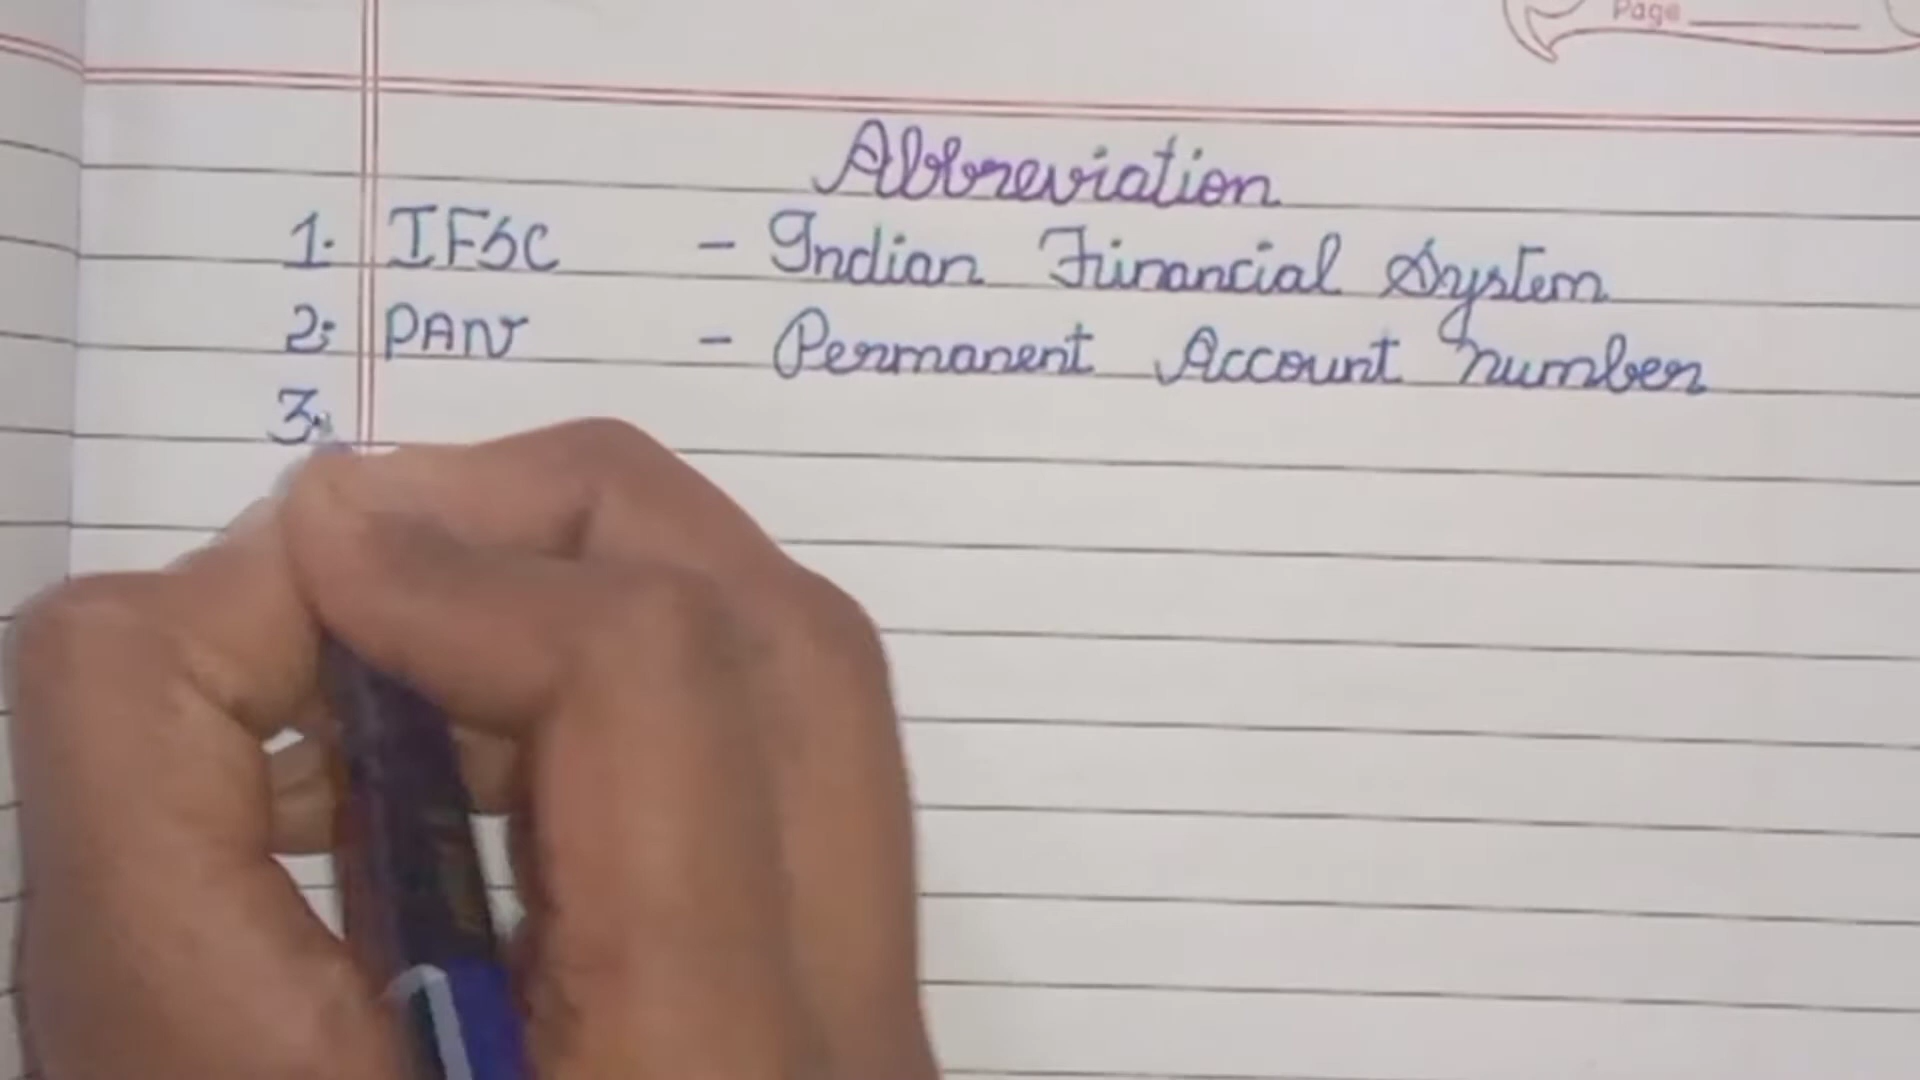 Page
Abbreviation
1. IFSC - Indian Financial System
2. PAN - Permanent Account Number
3.